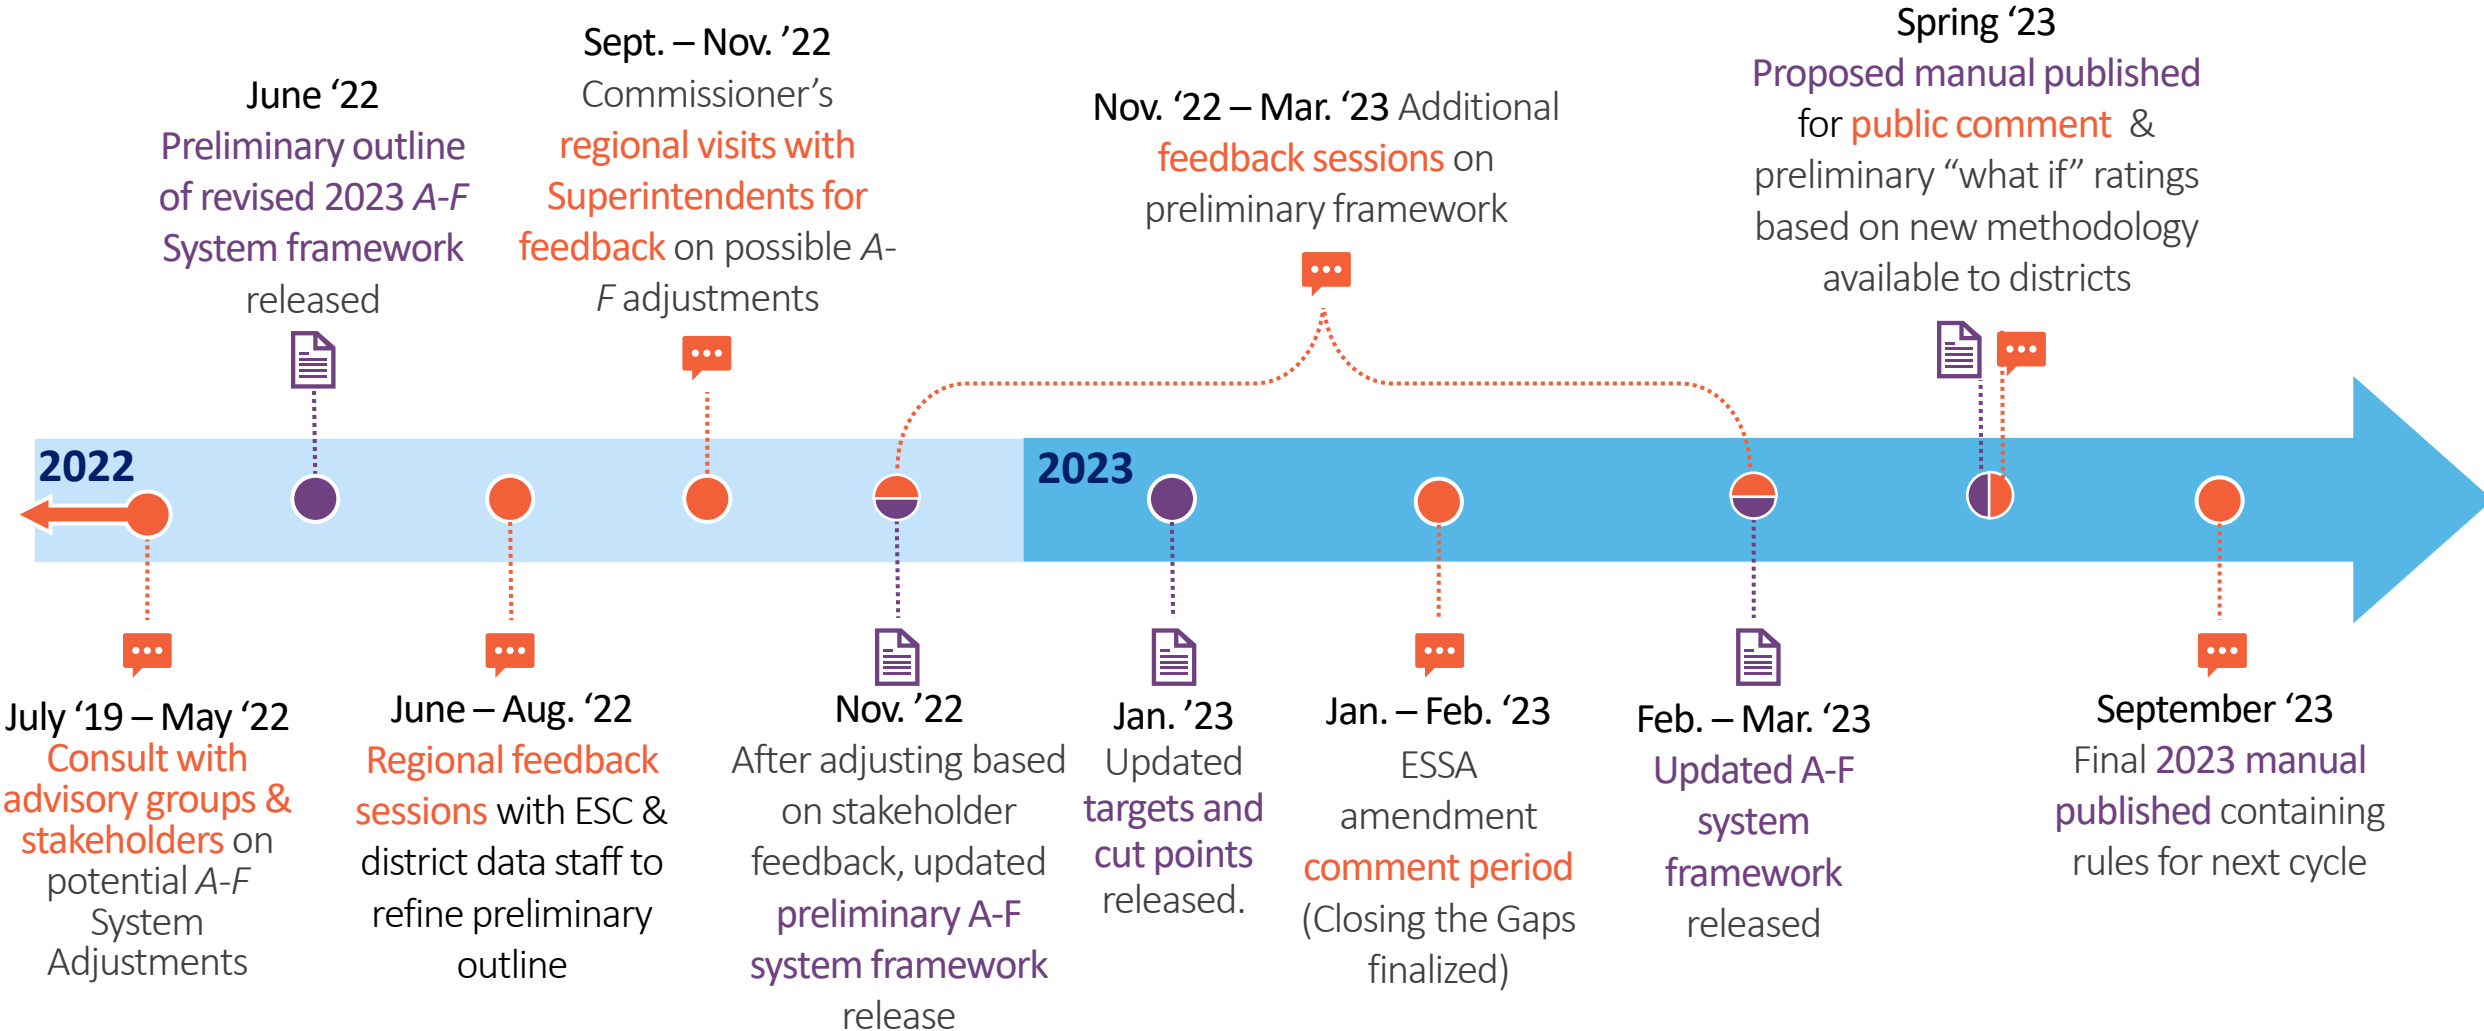 June ‘22
Preliminary outline
of revised 2023 A-F
System framework
released
Sept. – Nov. ’22
Commissioner’s
regional visits with
Superintendents for
feedback on possible A-
F adjustments
Nov. ‘22 – Mar. ‘23 Additional
feedback sessions on
preliminary framework
Spring ‘23
Proposed manual published
for public comment &
preliminary “what if” ratings
based on new methodology
available to districts
2022
2023
July ‘19 – May ‘22
Consult with
advisory groups &
stakeholders on
potential A-F
System
Adjustments
June – Aug. ‘22
Regional feedback
sessions with ESC &
district data staff to
refine preliminary
outline
Nov. ’22
After adjusting based
on stakeholder
feedback, updated
preliminary A-F
system framework
release
Jan. ’23
Updated
targets and
cut points
released.
Jan. – Feb. ‘23
ESSA
amendment
comment period
(Closing the Gaps
finalized)
Feb. – Mar. ‘23
Updated A-F
system
framework
released
September ‘23
Final 2023 manual
published containing
rules for next cycle